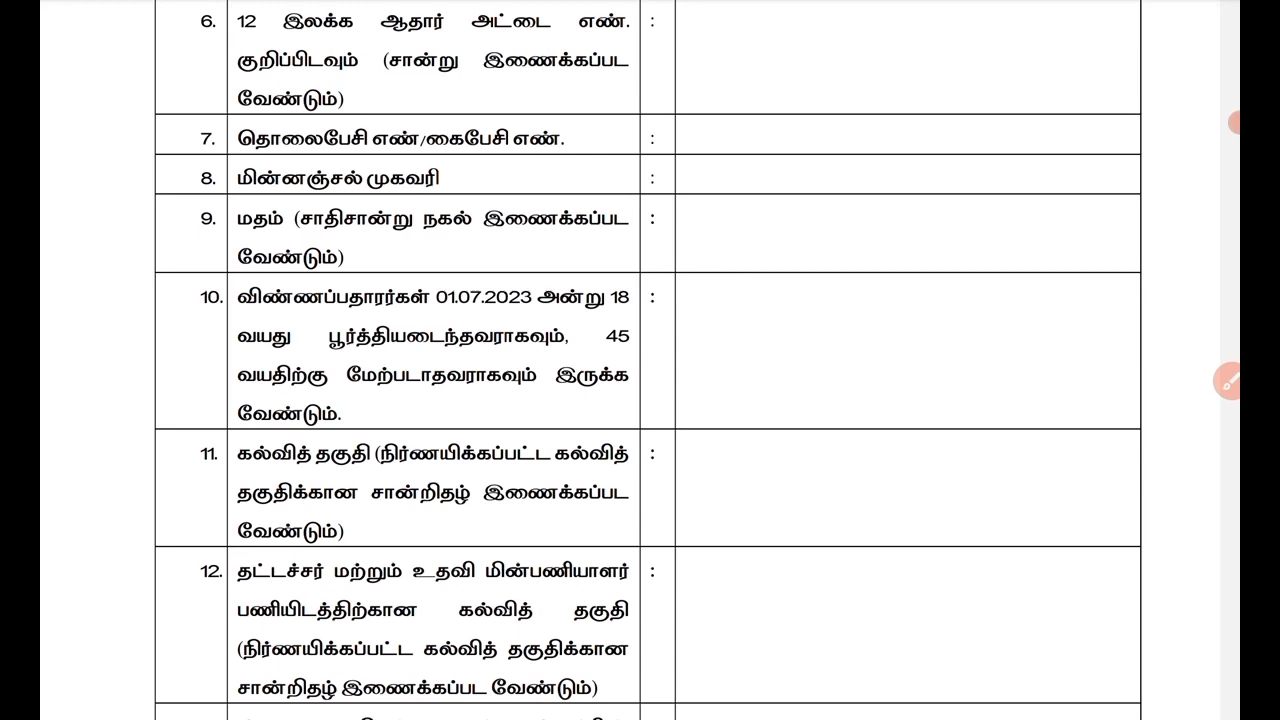 6. 12 இலக்க ஆதார் அட்டை எண். :
குறிப்பிடவும் (சான்று இணைக்கப்பட
வேண்டும்)
7. தொலைபேசி எண்/கைபேசி எண். :
8. மின்னஞ்சல் முகவரி :
9. மதம் (சாதிசான்று நகல் இணைக்கப்பட :
வேண்டும்)
10. விண்ணப்பதாரர்கள் 01.07.2023 அன்று 18 :
வயது பூர்த்தியடைந்தவராகவும், 45
வயதிற்கு மேற்படாதவராகவும் இருக்க
வேண்டும்.
11. கல்வித் தகுதி (நிர்ணயிக்கப்பட்ட கல்வித் :
தகுதிக்கான சான்றிதழ் இணைக்கப்பட
வேண்டும்)
12. தட்டச்சர் மற்றும் உதவி மின்பணியாளர் :
பணியிடத்திற்கான கல்வித் தகுதி
(நிர்ணயிக்கப்பட்ட கல்வித் தகுதிக்கான
சான்றிதழ் இணைக்கப்பட வேண்டும்)